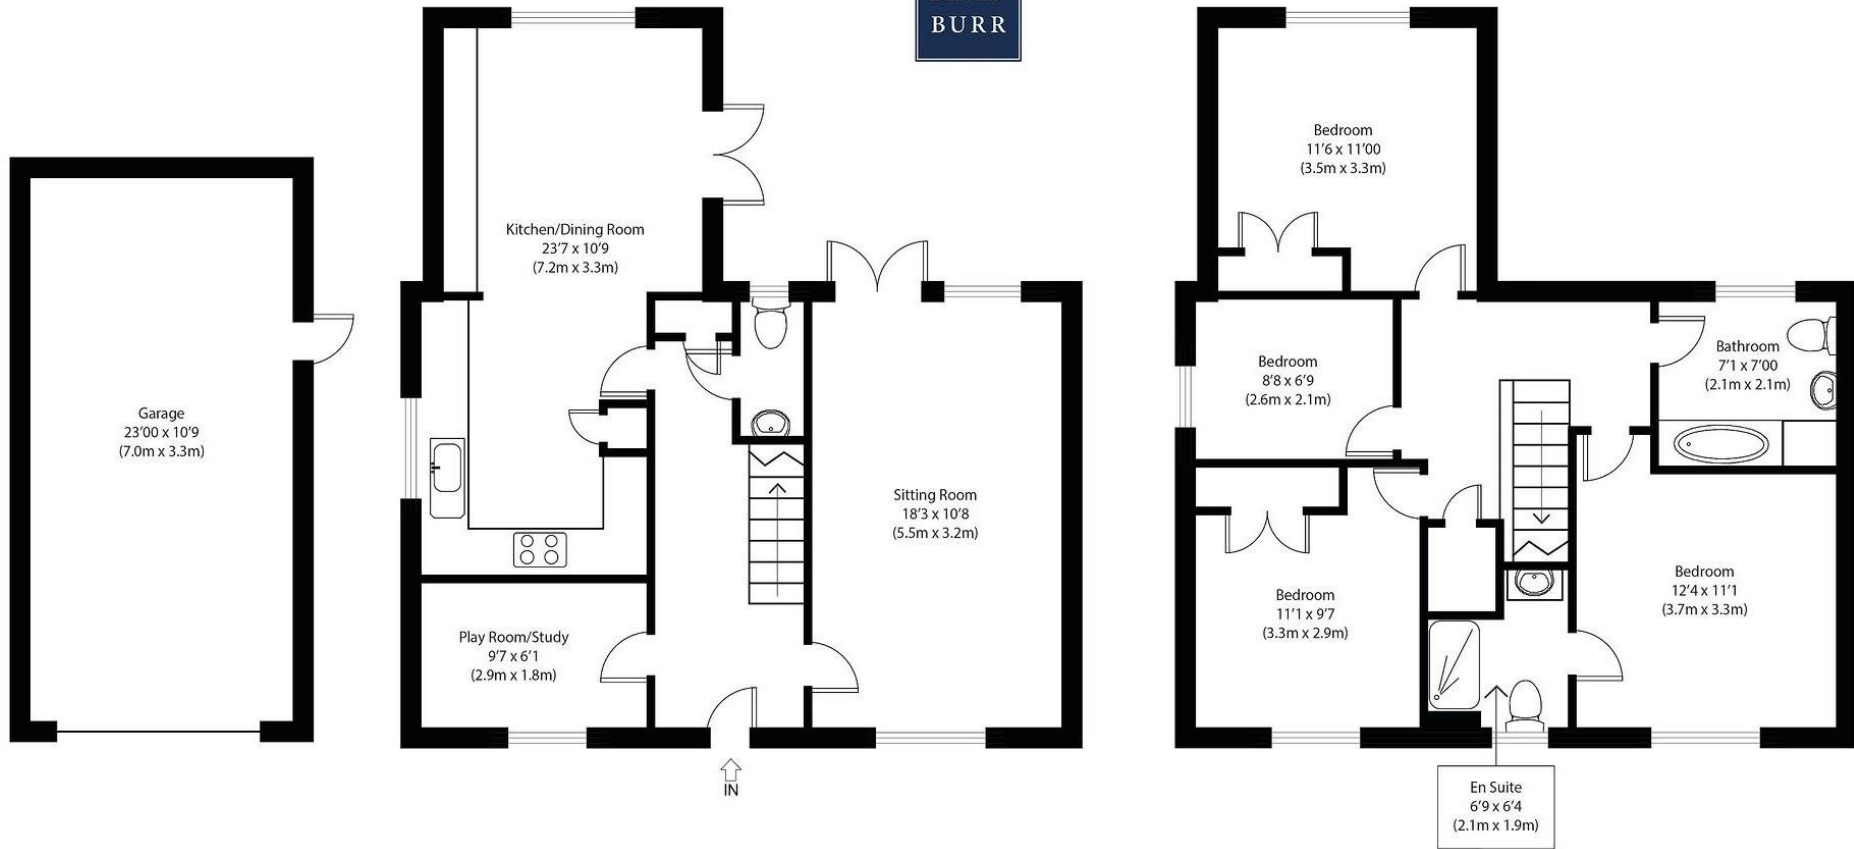 BURR
Garage
23'00 x 10'9
(7.0m x 3.3m)
Kitchen/Dining Room
23'7 x 10'9
(7.2m x 3.3m)
Play Room/Study
9'7 x 6'1
(2.9m x 1.8m)
Sitting Room
18'3 x 10'8
(5.5m x 3.2m)
IN
Bedroom
11'6 x 11'00
(3.5m x 3.3m)
Bedroom
8'8 x 6'9
(2.6m x 2.1m)
Bathroom
7'1 x 7'00
(2.1m x 2.1m)
Bedroom
11'1 x 9'7
(3.3m x 2.9m)
Bedroom
12'4 x 11'1
(3.7m x 3.3m)
En Suite
6'9 x 6'4
(2.1m x 1.9m)